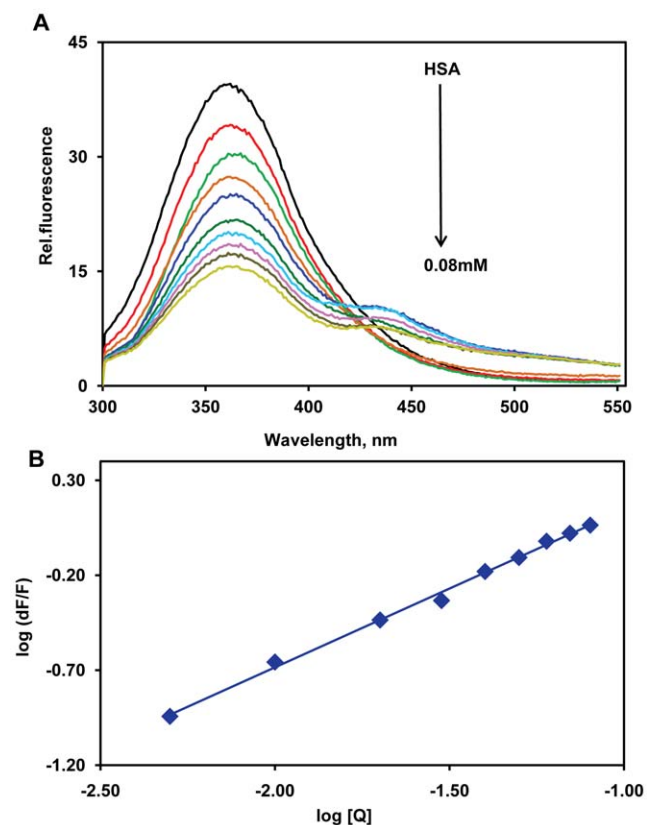 A
45
HSA
30
Rel.fluorescence
15
0.08mM
0
300 350 400 450 500 550
Wavelength, nm
B
0.30
-0.20
log (dF/F)
-0.70
-1.20
-2.50 -2.00 -1.50 -1.00
log [Q]